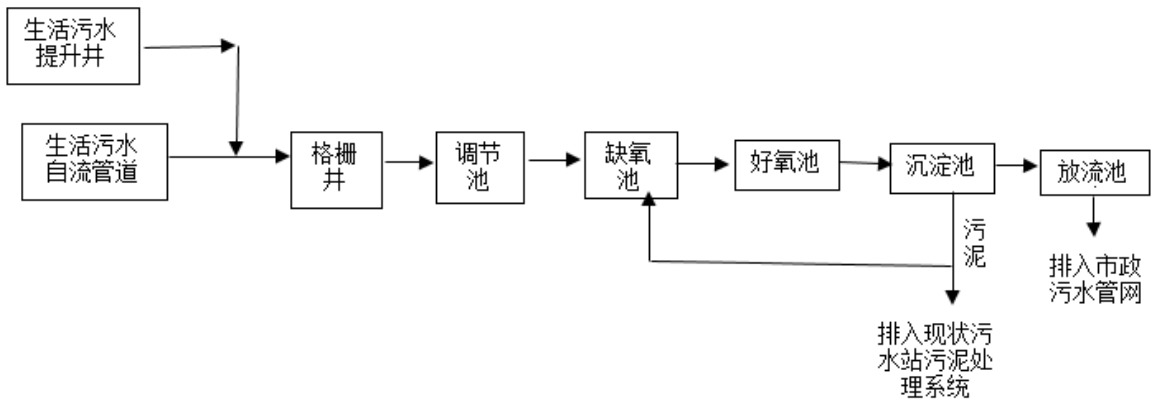 生活污水
提升井
生活污水
自流管道
格栅
井
调节
池
缺氧
池
好氧池
沉淀池
放流池
污
泥
排入市政
污水管网
排入现状污
水站污泥处
理系统